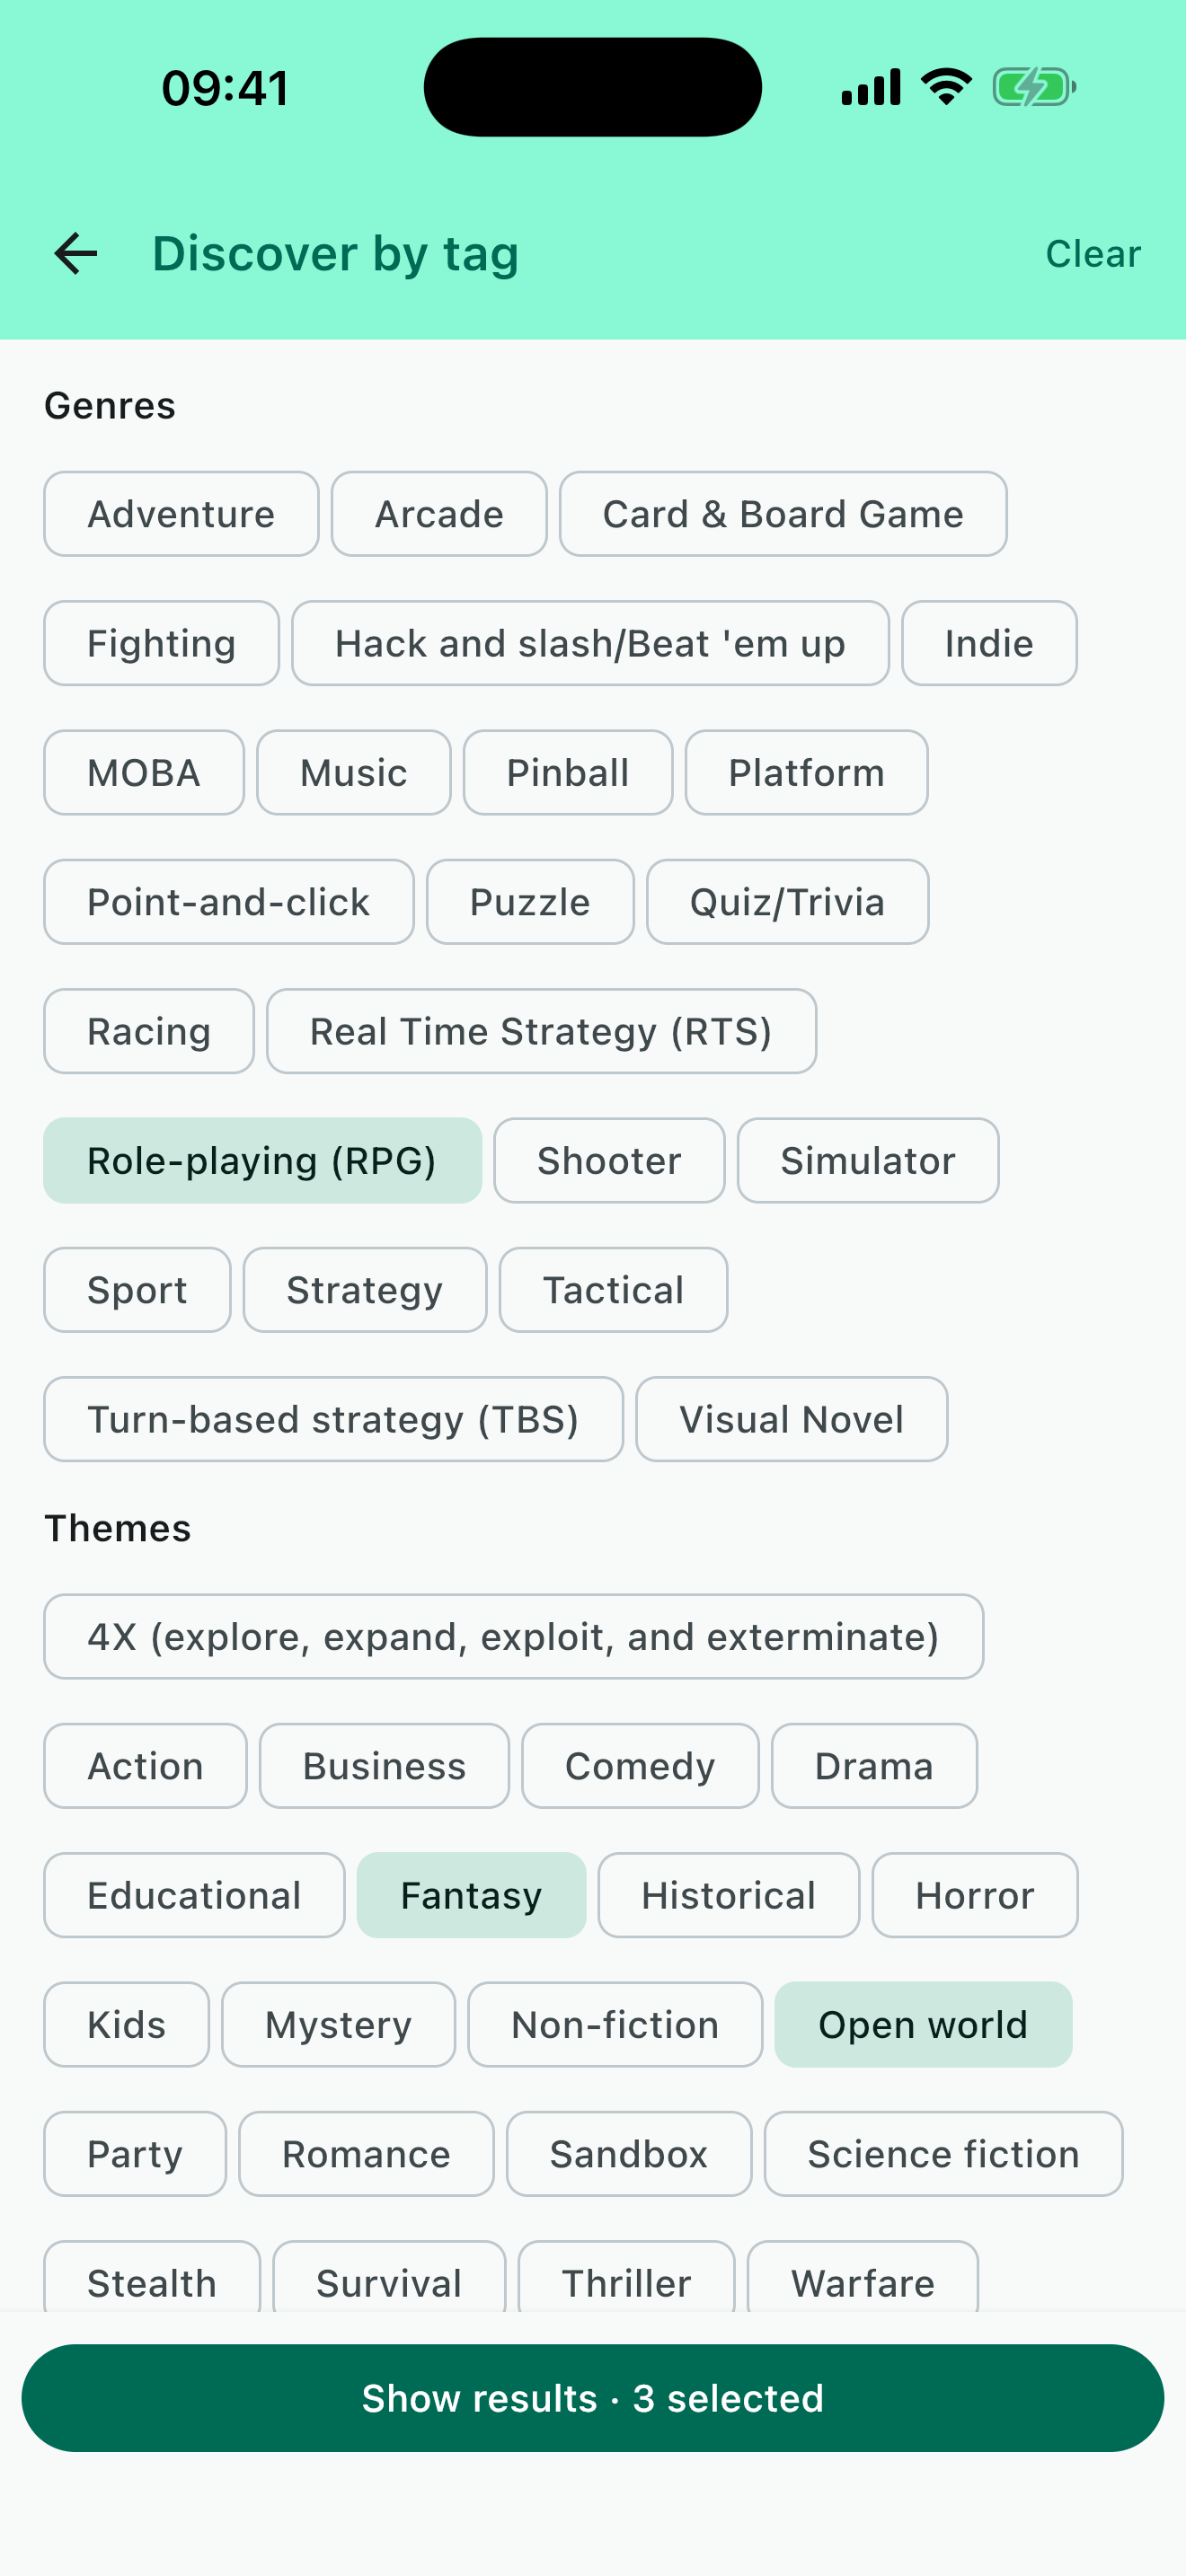 09:41
Discover by tag
Clear
Genres
Adventure Arcade Card & Board Game
Fighting Hack and slash/Beat 'em up Indie
MOBA Music Pinball Platform
Point-and-click Puzzle Quiz/Trivia
Racing Real Time Strategy (RTS)
Role-playing (RPG) Shooter Simulator
Sport Strategy Tactical
Turn-based strategy (TBS) Visual Novel
Themes
4X (explore, expand, exploit, and exterminate)
Action Business Comedy Drama
Educational Fantasy Historical Horror
Kids Mystery Non-fiction Open world
Party Romance Sandbox Science fiction
Stealth Survival Thriller Warfare
Show results · 3 selected